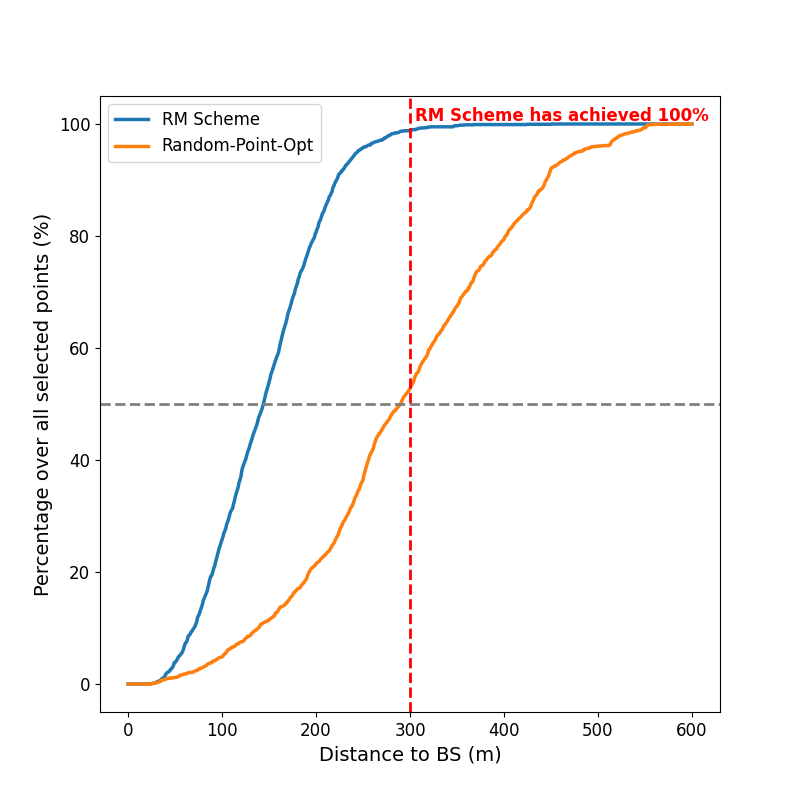 RM Scheme has achieved 100%
RM Scheme
Random-Point-Opt
Percentage over all selected points (%)
100
80
60
40
20
0
0 100 200 300 400 500 600
Distance to BS (m)